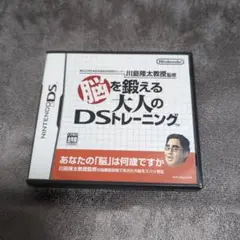 Nintendo
川島隆太教授監修
脳を鍛える
大人の
DSトレーニング
NINTENDO DS
あなたの「脳」は何歳ですか